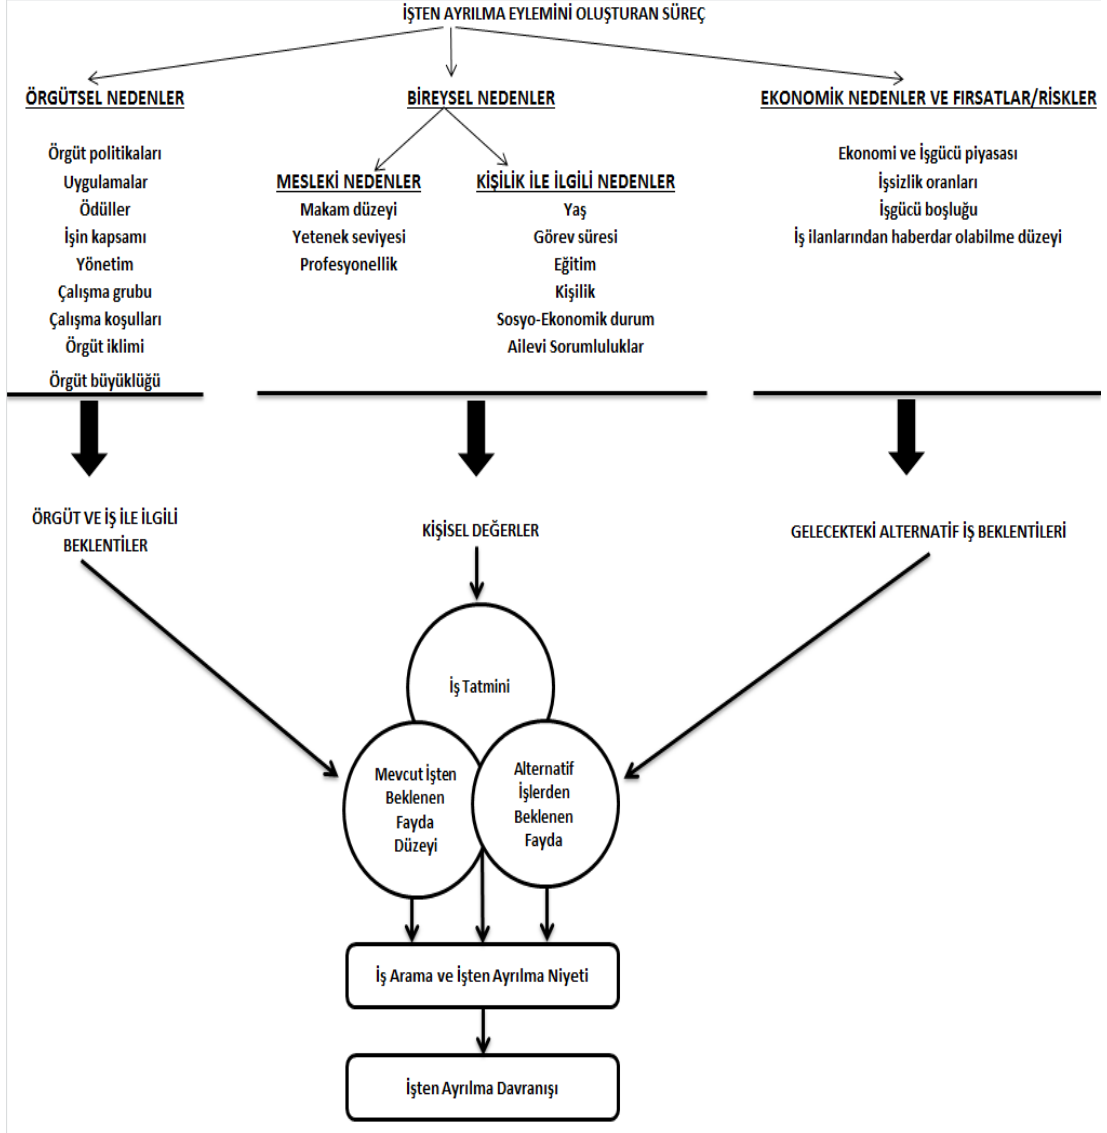 İŞTEN AYRILMA EYLEMİNİ OLUŞTURAN SÜREÇ
ÖRGÜTSEL NEDENLER
Örgüt politikaları
Uygulamalar
Ödüller
İşin kapsamı
Yönetim
Çalışma grubu
Çalışma koşulları
Örgüt iklimi
Örgüt büyüklüğü
BİREYSEL NEDENLER
MESLEKİ NEDENLER
Makam düzeyi
Yetenek seviyesi
Profesyonellik
KİŞİLİK İLE İLGİLİ NEDENLER
Yaş
Görev süresi
Eğitim
Kişilik
Sosyo-Ekonomik durum
Ailevi Sorumluluklar
EKONOMİK NEDENLER VE FIRSATLAR/RİSKLER
Ekonomi ve İşgücü piyasası
İşsizlik oranları
İşgücü boşluğu
İş ilanlarından haberdar olabilme düzeyi
ÖRGÜT VE İŞ İLE İLGİLİ
BEKLENTİLER
KİŞİSEL DEĞERLER
GELECEKTEKİ ALTERNATİF İŞ BEKLENTİLERİ
İş Tatmini
Mevcut İşten
Beklenen
Fayda
Düzeyi
Alternatif
İşlerden
Beklenen
Fayda
İş Arama ve İşten Ayrılma Niyeti
İşten Ayrılma Davranışı